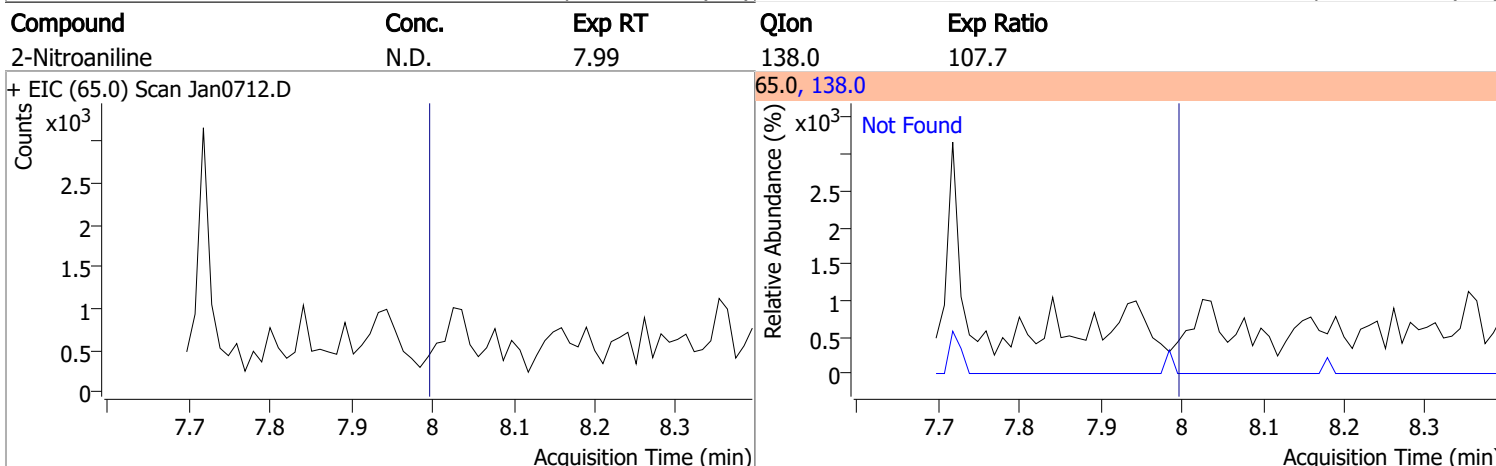 Compound Conc. Exp RT QIon Exp Ratio
2-Nitroaniline N.D. 7.99 138.0 107.7
+ EIC (65.0) Scan Jan0712.D
Counts
x10³
2.5
2
1.5
1
0.5
0
7.7 7.8 7.9 8 8.1 8.2 8.3
Acquisition Time (min)
65.0, 138.0
Relative Abundance (%)
x10³
Not Found
2.5
2
1.5
1
0.5
0
7.7 7.8 7.9 8 8.1 8.2 8.3
Acquisition Time (min)